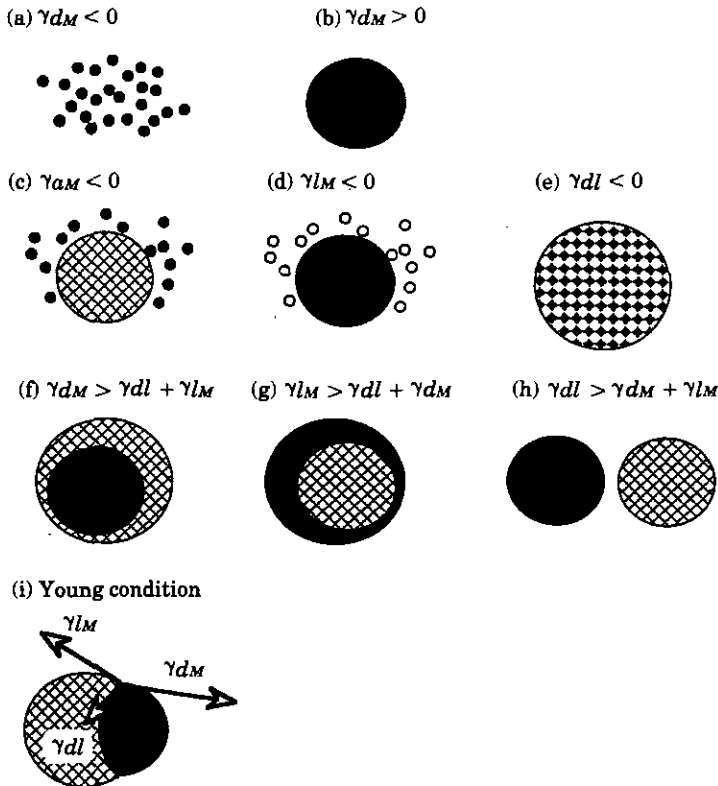 (a) γdM < 0 (b) γdM > 0
(c) γaM < 0 (d) γlM < 0 (e) γdl < 0
(f) γdM > γdl + γlM (g) γlM > γdl + γdM (h) γdl > γdM + γlM
(i) Young condition
γlM
γdM
γdl